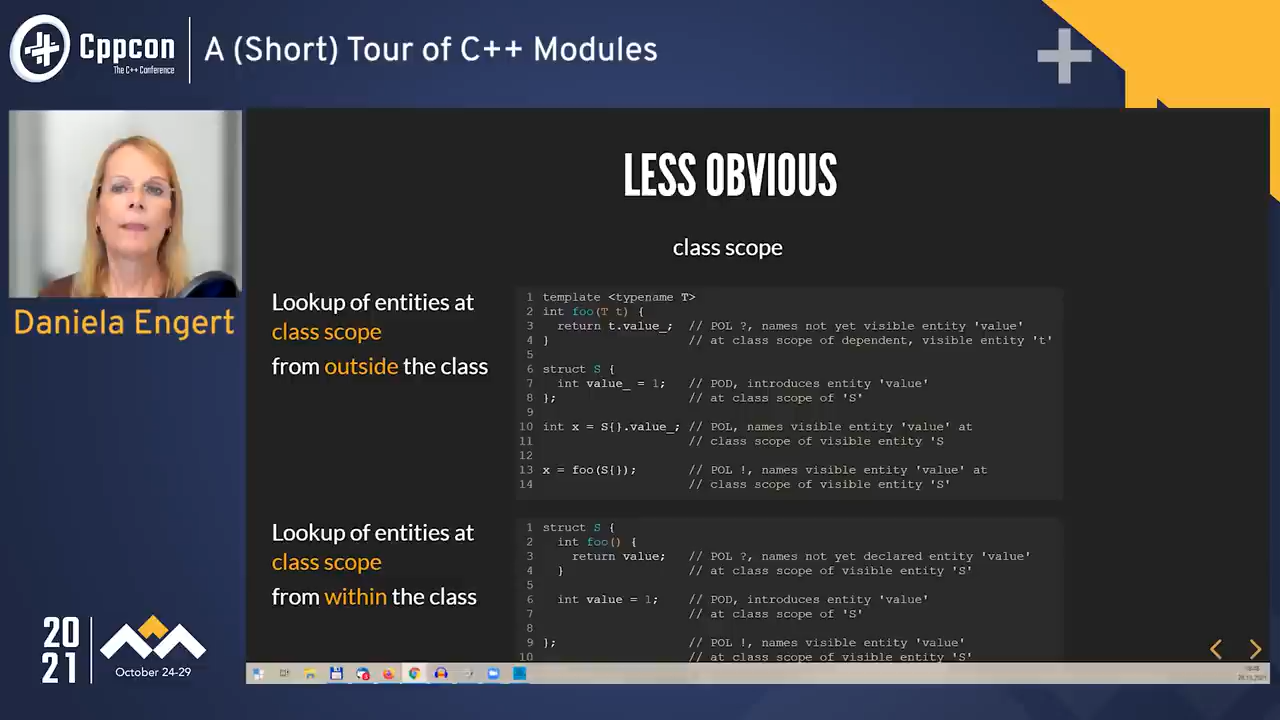 Cppcon
The C++ Conference
A (Short) Tour of C++ Modules
Daniela Engert
2021
October 24-29
LESS OBVIOUS
class scope
Lookup of entities at
class scope
from outside the class
1 template <typename T>
2 int foo(T t) {
3   return t.value_;  // POL ?, names not yet visible entity 'value'
4 }                   // at class scope of dependent, visible entity 't'
5
6 struct S {
7   int value_ = 1;   // POD, introduces entity 'value'
8 };                  // at class scope of 'S'
9
10 int x = S{}.value_; // POL, names visible entity 'value' at
11                     // class scope of visible entity 'S
12
13 x = foo(S{});       // POL !, names visible entity 'value' at
14                     // class scope of visible entity 'S'
Lookup of entities at
class scope
from within the class
1 struct S {
2   int foo() {
3     return value;   // POL ?, names not yet declared entity 'value'
4   }                 // at class scope of visible entity 'S'
5
6   int value = 1;    // POD, introduces entity 'value'
7                     // at class scope of 'S'
8
9 };                  // POL !, names visible entity 'value'
10                    // at class scope of visible entity 'S'